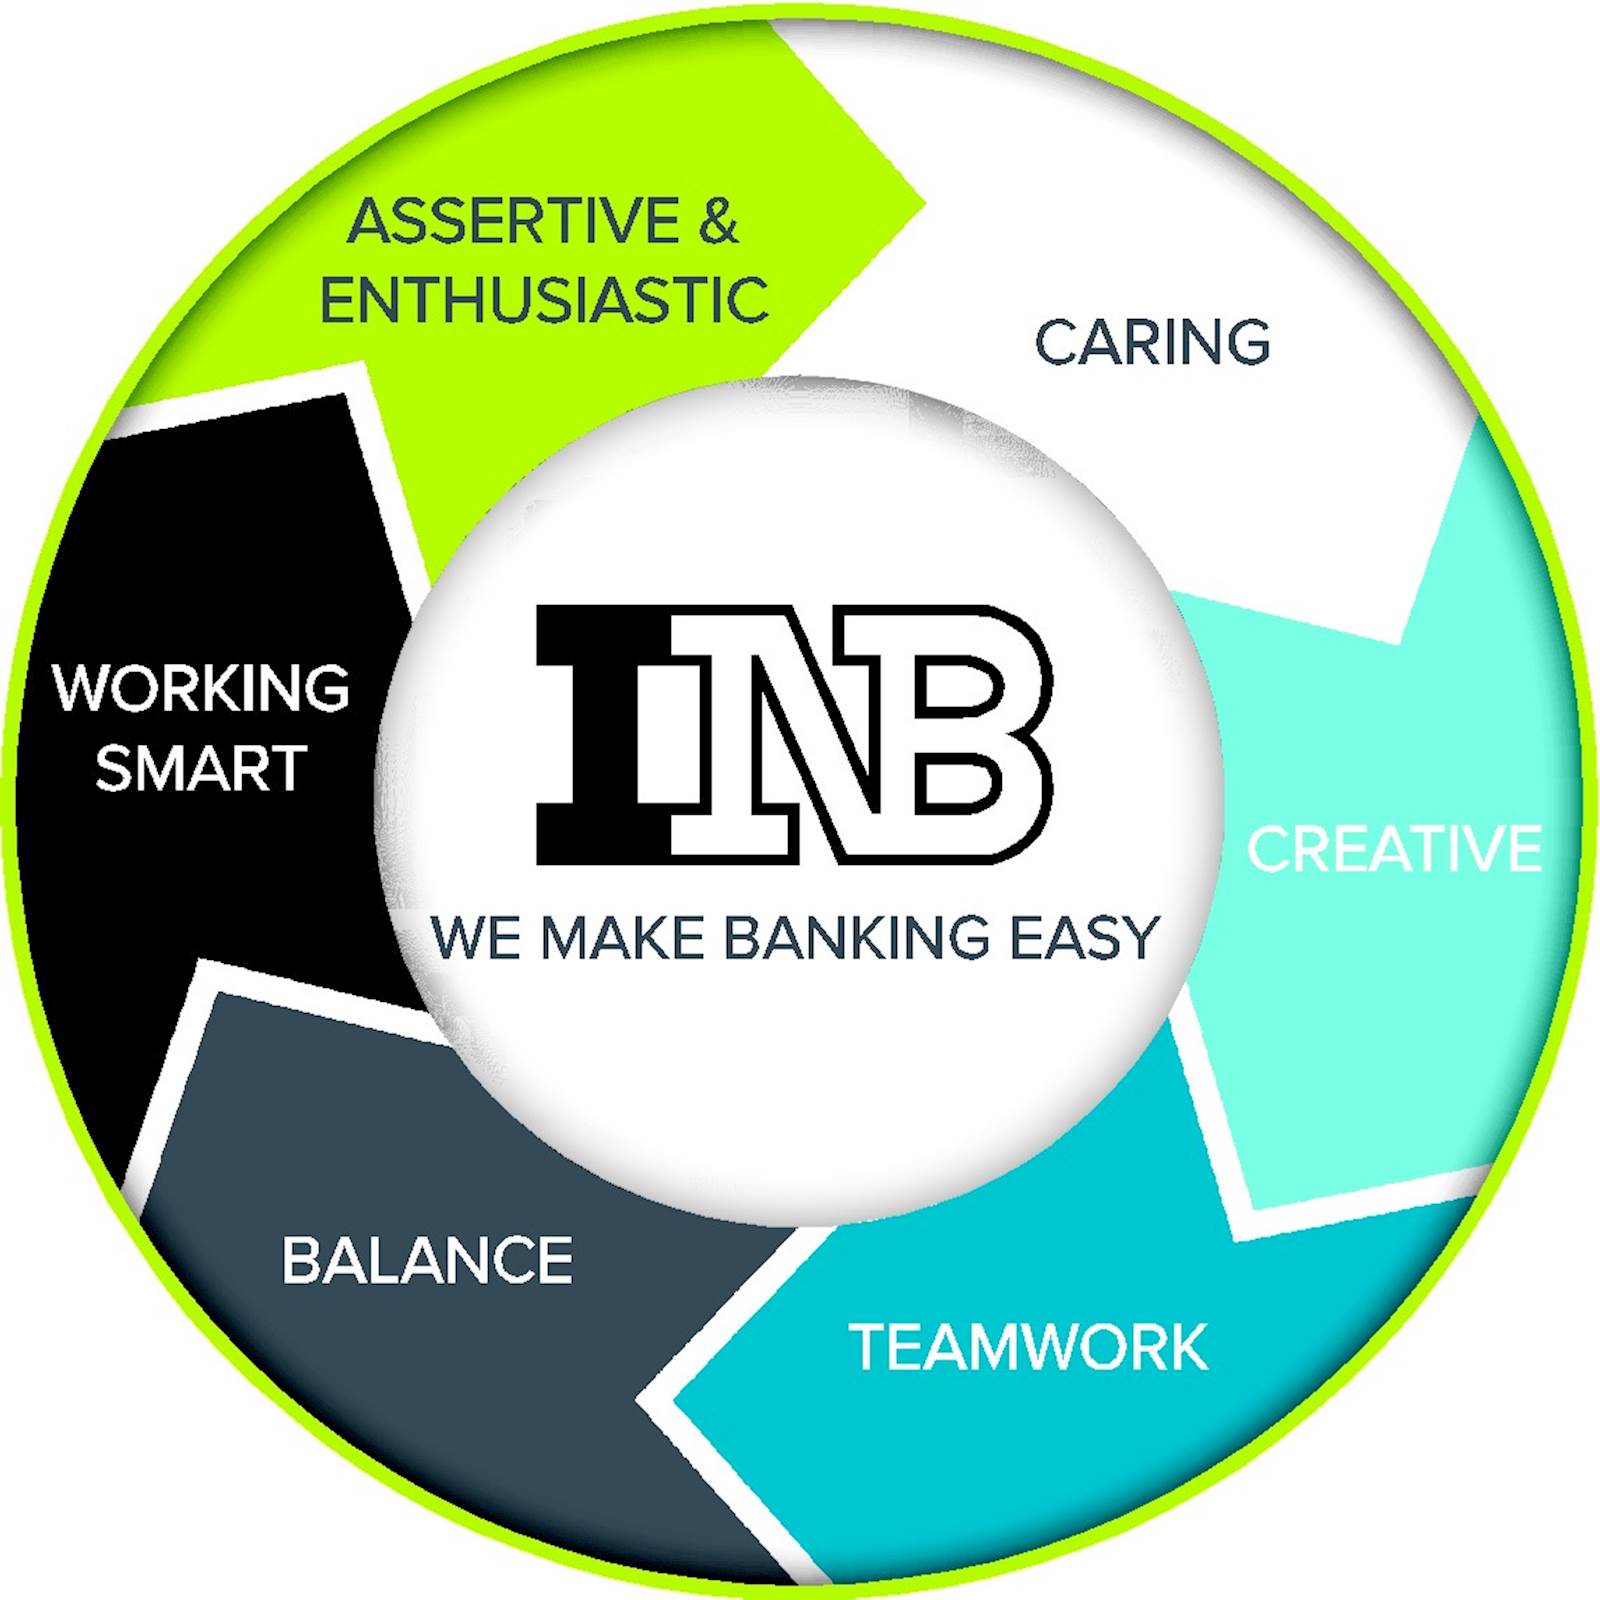 ASSERTIVE &
ENTHUSIASTIC
CARING
WORKING
SMART
INB
WE MAKE BANKING EASY
CREATIVE
BALANCE
TEAMWORK